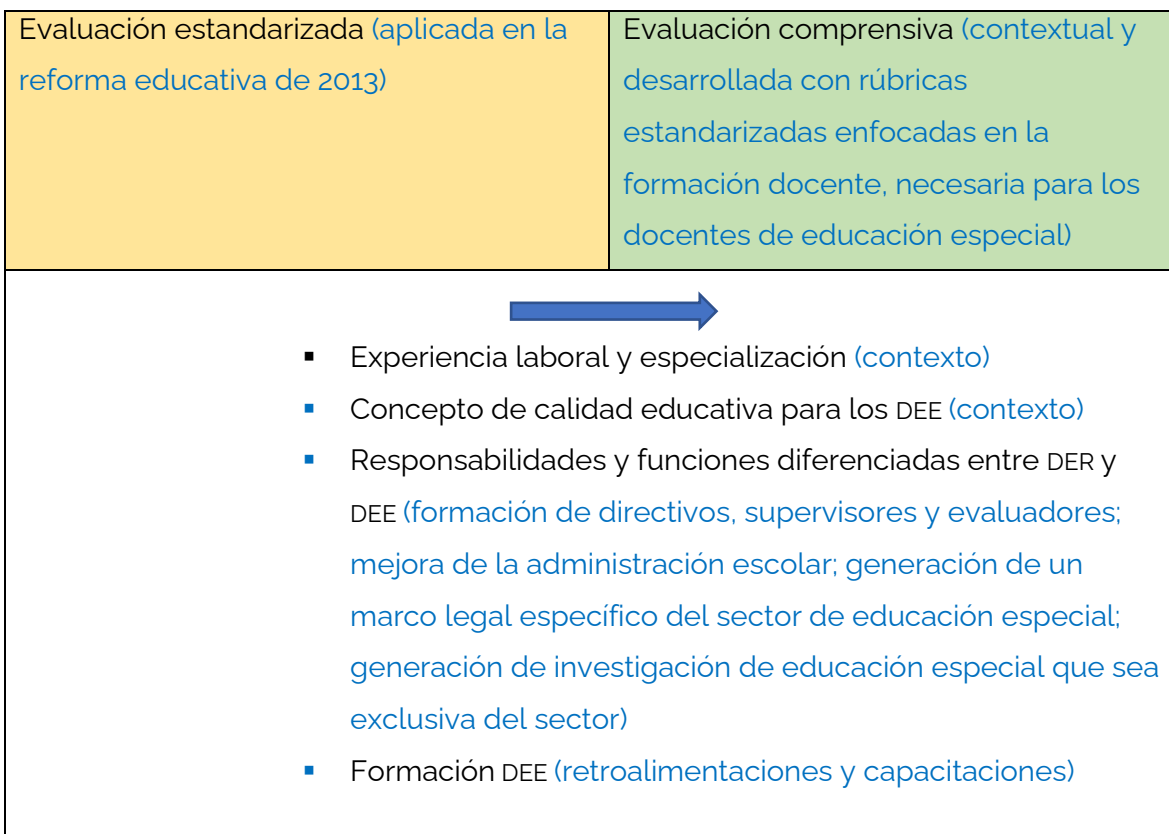 Evaluación estandarizada (aplicada en la
reforma educativa de 2013)
Evaluación comprensiva (contextual y
desarrollada con rúbricas
estandarizadas enfocadas en la
formación docente, necesaria para los
docentes de educación especial)
▪ Experiencia laboral y especialización (contexto)
▪ Concepto de calidad educativa para los DEE (contexto)
▪ Responsabilidades y funciones diferenciadas entre DER y
DEE (formación de directivos, supervisores y evaluadores;
mejora de la administración escolar; generación de un
marco legal específico del sector de educación especial;
generación de investigación de educación especial que sea
exclusiva del sector)
▪ Formación DEE (retroalimentaciones y capacitaciones)